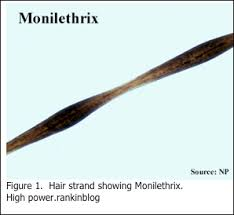 Monilethrix
Source: NP
Figure 1.  Hair strand showing Monilethrix.
High power.rankinblog